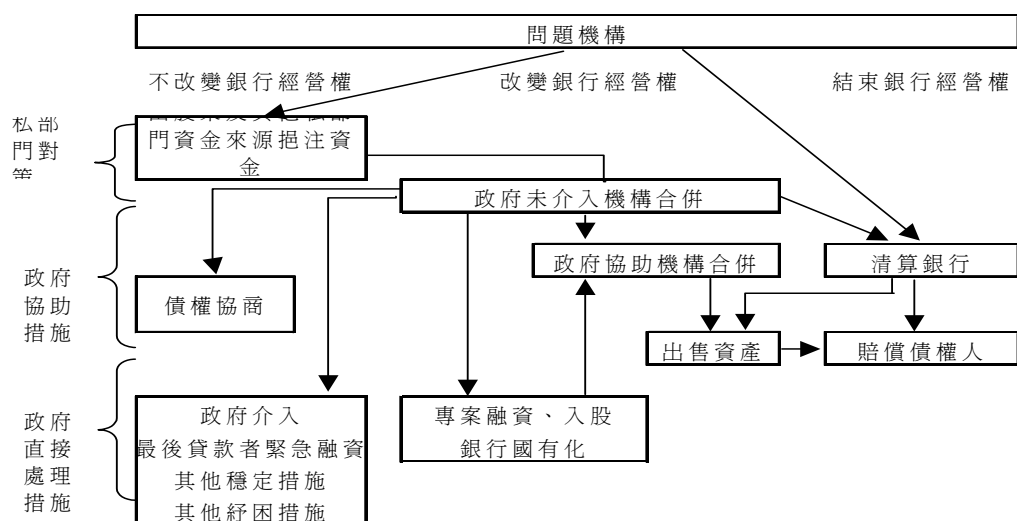 問題機構
不改變銀行經營權
改變銀行經營權
結束銀行經營權
私部
門對
門資金來源挹注資
金
政府未介入機構合併
政府協助機構合併
清算銀行
政府
協助
措施
債權協商
出售資產
賠償債權人
政府
直接
處理
措施
政府介入
最後貸款者緊急融資
其他穩定措施
其他紓困措施
專案融資、入股
銀行國有化